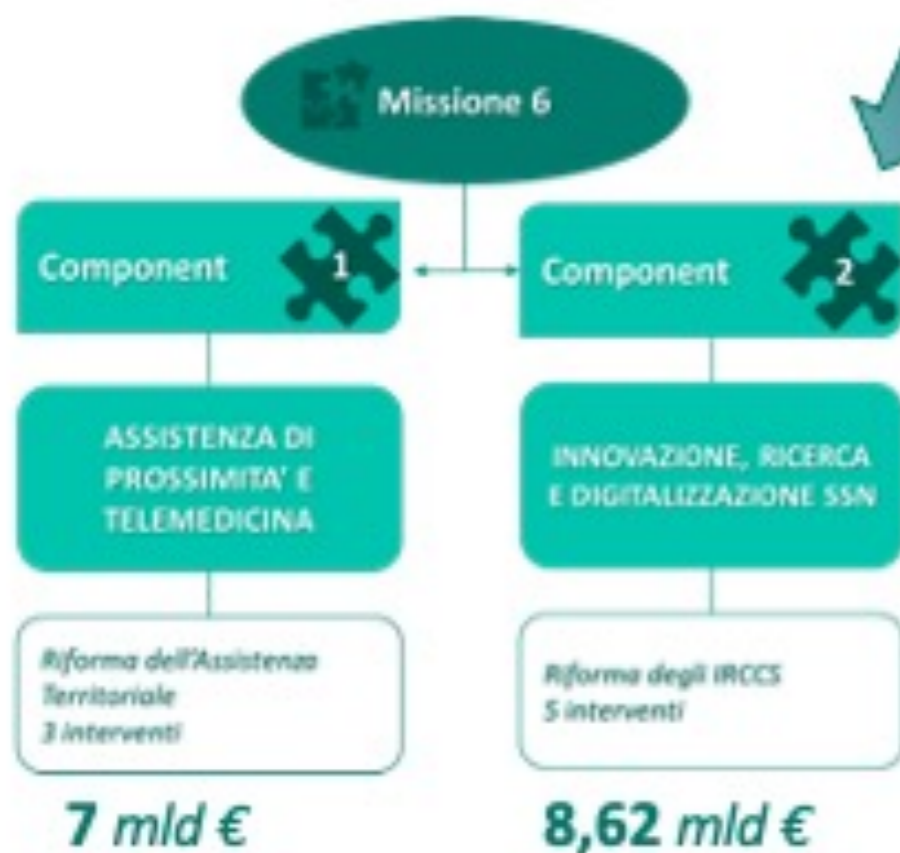 Missione 6
Component 1
Component 2
ASSISTENZA DI
PROSSIMITA' E
TELEMEDICINA
INNOVAZIONE, RICERCA
E DIGITALIZZAZIONE SSN
Riforma dell'Assistenza
Territoriale
3 interventi
Riforma degli IRCCS
5 interventi
7 mld €
8,62 mld €